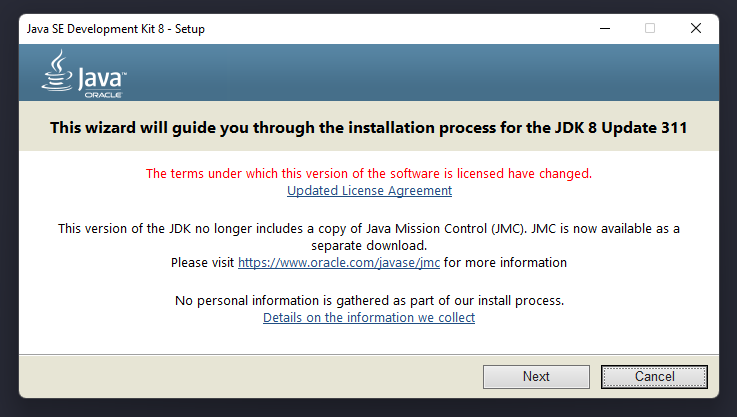 Java SE Development Kit 8 - Setup
Java™
ORACLE
This wizard will guide you through the installation process for the JDK 8 Update 311
The terms under which this version of the software is licensed have changed.
Updated License Agreement
This version of the JDK no longer includes a copy of Java Mission Control (JMC). JMC is now available as a
separate download.
Please visit https://www.oracle.com/javase/jmc for more information
No personal information is gathered as part of our install process.
Details on the information we collect
Next Cancel